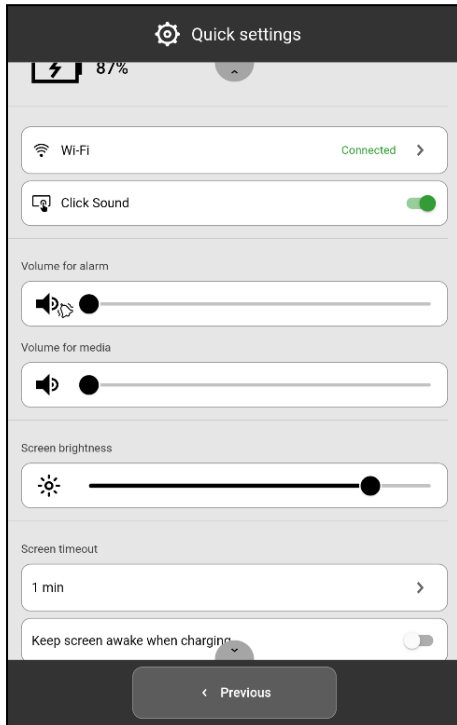 Quick settings
87%
Wi-Fi Connected
Click Sound
Volume for alarm
Volume for media
Screen brightness
Screen timeout
1 min
Keep screen awake when charging
Previous